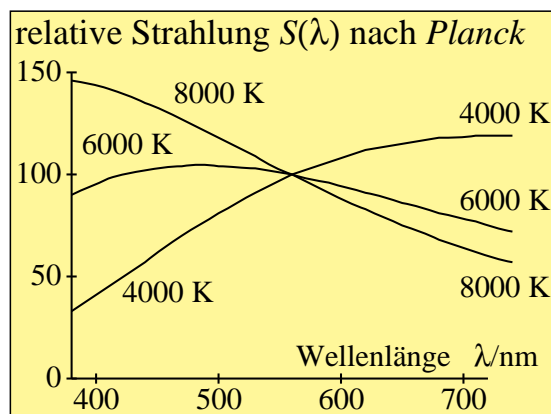 relative Strahlung S(λ) nach Planck
150
8000 K
4000 K
6000 K
100
6000 K
50
4000 K
8000 K
Wellenlänge λ/nm
0
400 500 600 700